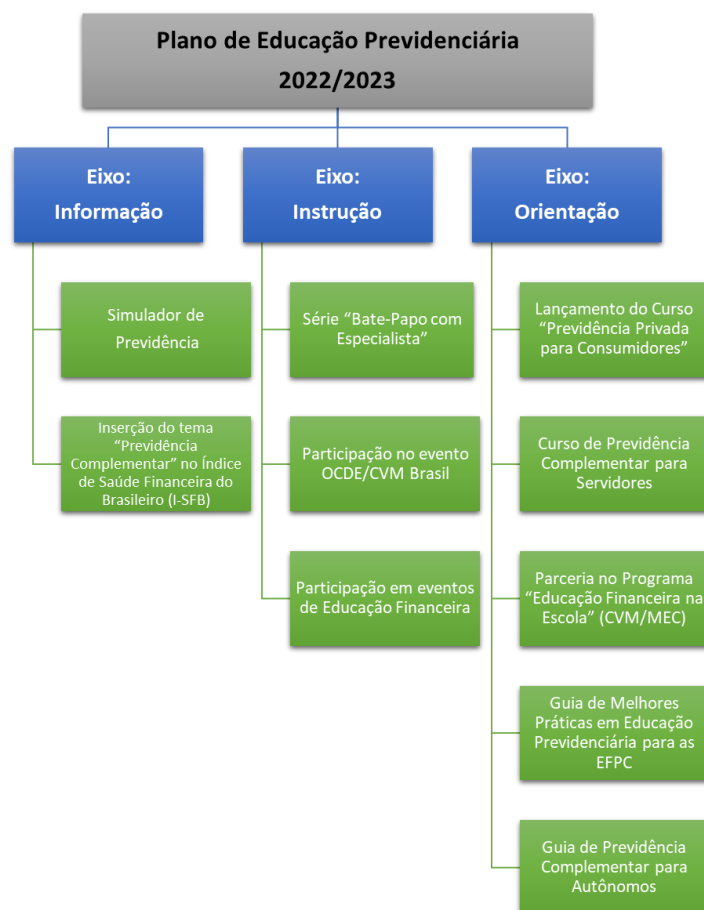 Plano de Educação Previdenciária
2022/2023
Eixo:
Informação
Simulador de
Previdência
Inserção do tema
“Previdência
Complementar” no Índice
de Saúde Financeira do
Brasileiro (I-SFB)
Eixo:
Instrução
Série “Bate-Papo com
Especialista”
Participação no evento
OCDE/CVM Brasil
Participação em eventos
de Educação Financeira
Eixo:
Orientação
Lançamento do Curso
“Previdência Privada
para Consumidores”
Curso de Previdência
Complementar para
Servidores
Parceria no Programa
“Educação Financeira na
Escola” (CVM/MEC)
Guia de Melhores
Práticas em Educação
Previdenciária para as
EFPC
Guia de Previdência
Complementar para
Autônomos